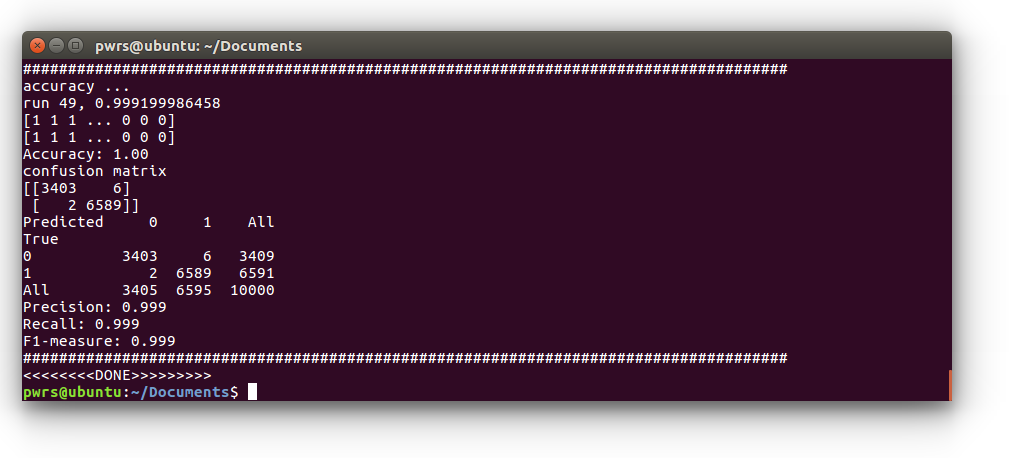 pwrs@ubuntu: ~/Documents
#####################################################################################
accuracy ...
run 49, 0.999199986458
[1 1 1 ... 0 0 0]
[1 1 1 ... 0 0 0]
Accuracy: 1.00
confusion matrix
[[3403    6]
 [   2 6589]]
Predicted     0     1    All
True
0          3403     6   3409
1             2  6589   6591
All        3405  6595  10000
Precision: 0.999
Recall: 0.999
F1-measure: 0.999
#####################################################################################
<<<<<<<<DONE>>>>>>>>>
pwrs@ubuntu:~/Documents$